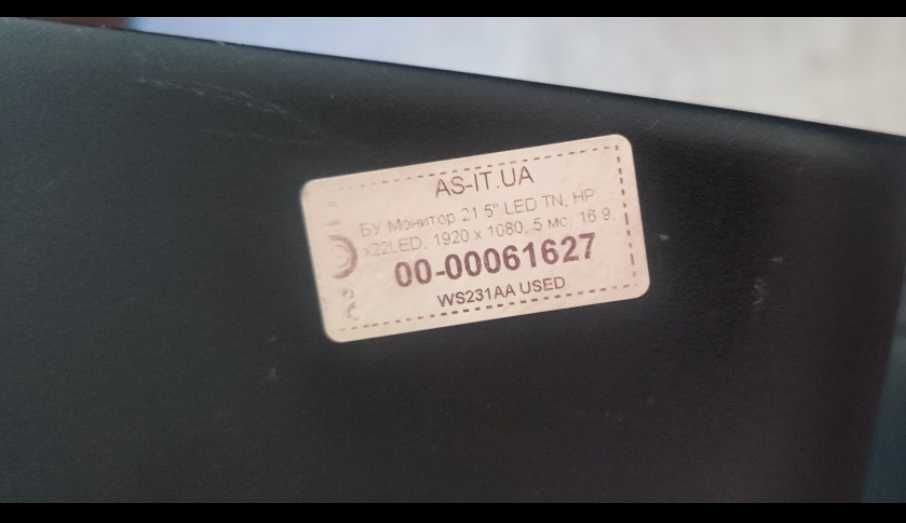 AS-IT.UA
БУ Монитор 21 5" LED TN, HP
x22LED, 1920 x 1080, 5 мс, 16 9,
00-00061627
WS231AA USED